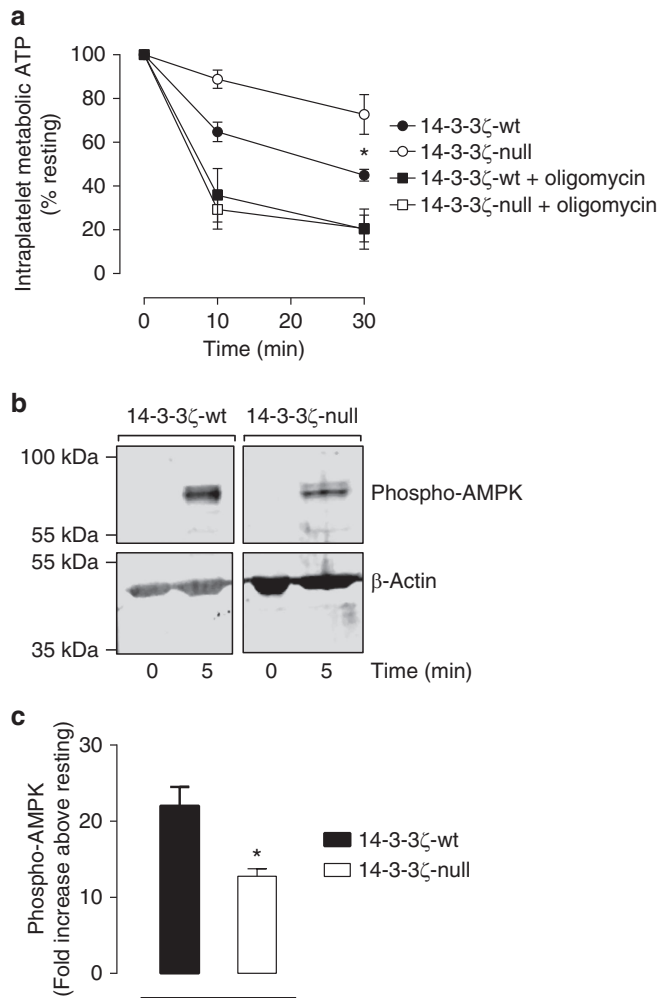 a
Intraplatelet metabolic ATP
(% resting)
100
80
60
40
20
0
*
0 10 20 30
Time (min)
14-3-3ζ-wt
14-3-3ζ-null
14-3-3ζ-wt + oligomycin
14-3-3ζ-null + oligomycin
b
14-3-3ζ-wt 14-3-3ζ-null
100 kDa
Phospho-AMPK
55 kDa
55 kDa
β-Actin
35 kDa
0 5 0 5 Time (min)
c
Phospho-AMPK
(Fold increase above resting)
30
20
10
0
*
14-3-3ζ-wt
14-3-3ζ-null